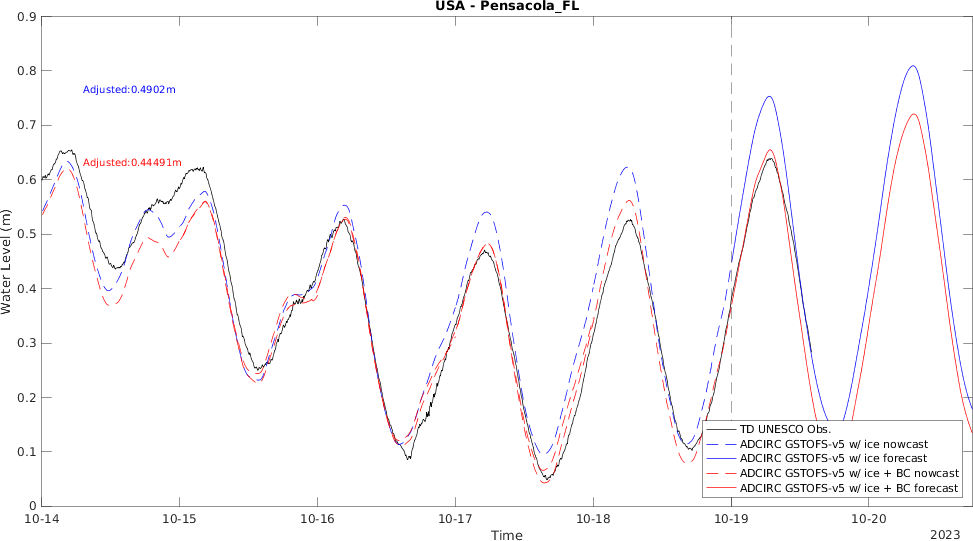 USA - Pensacola_FL
0.9
0.8
0.7
0.6
0.5
0.4
0.3
0.2
0.1
0
Water Level (m)
Adjusted:0.4902m
Adjusted:0.44491m
TD UNESCO Obs.
ADCIRC GSTOFS-v5 w/ ice nowcast
ADCIRC GSTOFS-v5 w/ ice forecast
ADCIRC GSTOFS-v5 w/ ice + BC nowcast
ADCIRC GSTOFS-v5 w/ ice + BC forecast
10-14 10-15 10-16 10-17 10-18 10-19 10-20
Time
2023